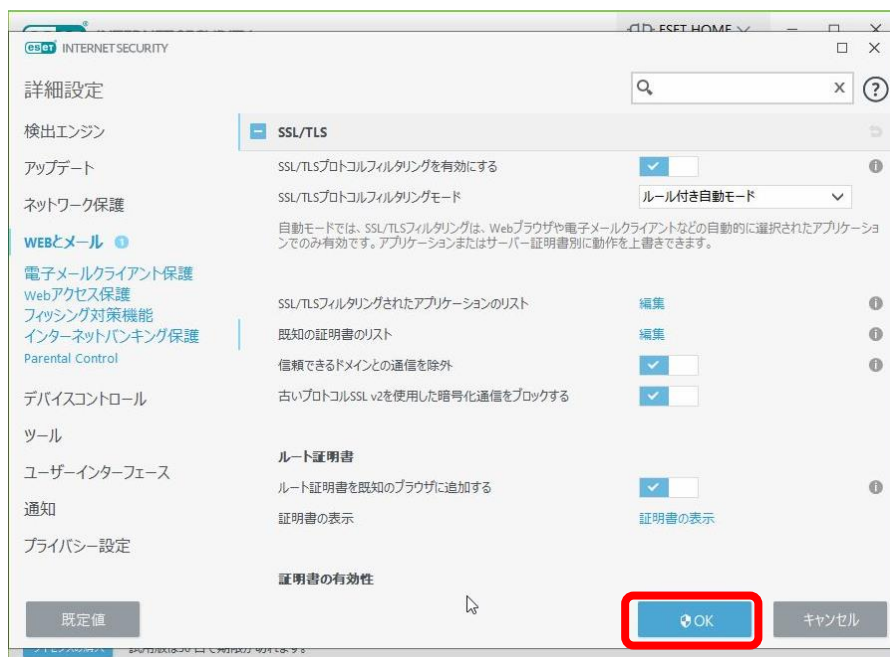 INTERNET SECURITY
ESET HOME
eset INTERNET SECURITY
詳細設定
検出エンジン
アップデート
ネットワーク保護
WEBとメール 1
電子メールクライアント保護
Webアクセス保護
フィッシング対策機能
インターネットバンキング保護
Parental Control
デバイスコントロール
ツール
ユーザーインターフェース
通知
プライバシー設定
SSL/TLS
SSL/TLSプロトコルフィルタリングを有効にする
SSL/TLSプロトコルフィルタリングモード ルール付き自動モード
自動モードでは、SSL/TLSフィルタリングは、Webブラウザや電子メールクライアントなどの自動的に選択されたアプリケーショ
ンでのみ有効です。アプリケーションまたはサーバー証明書別に動作を上書きできます。
SSL/TLSフィルタリングされたアプリケーションのリスト 編集
既知の証明書のリスト 編集
信頼できるドメインとの通信を除外
古いプロトコルSSL v2を使用した暗号化通信をブロックする
ルート証明書
ルート証明書を既知のブラウザに追加する
証明書の表示 証明書の表示
証明書の有効性
既定値 OK キャンセル